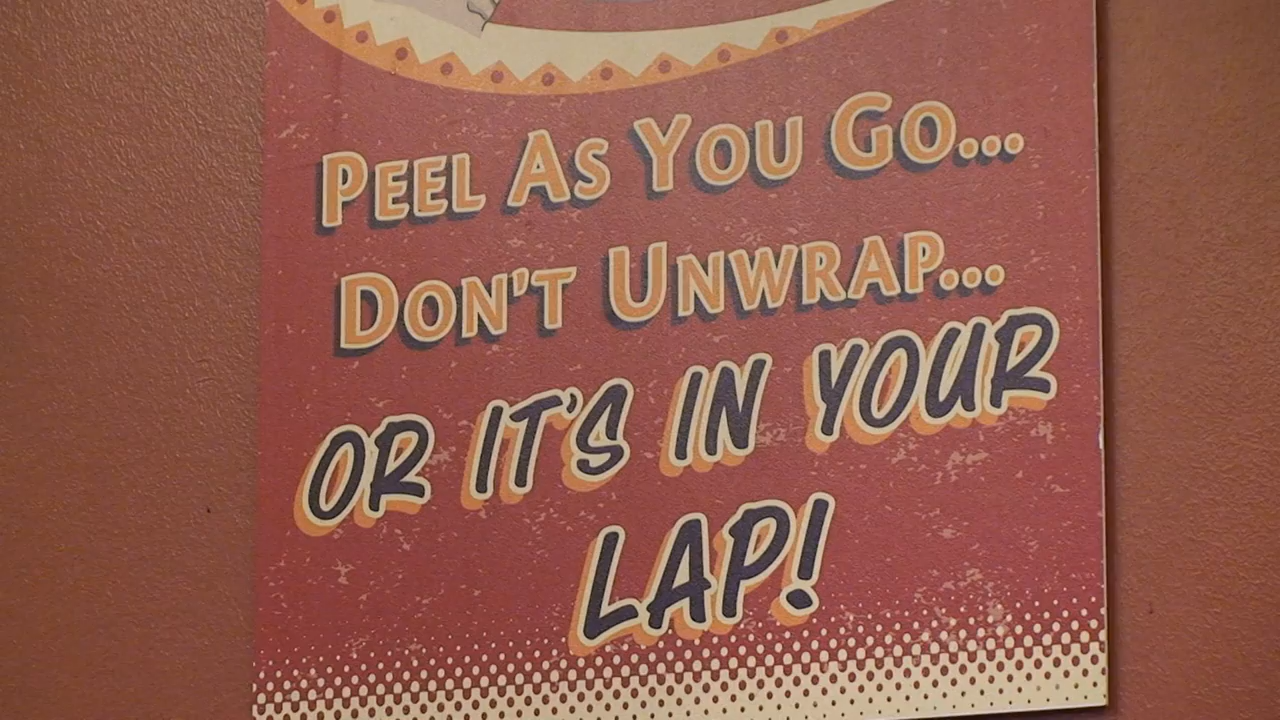 PEEL AS YOU GO...
DON'T UNWRAP...
OR IT'S IN YOUR
LAP!